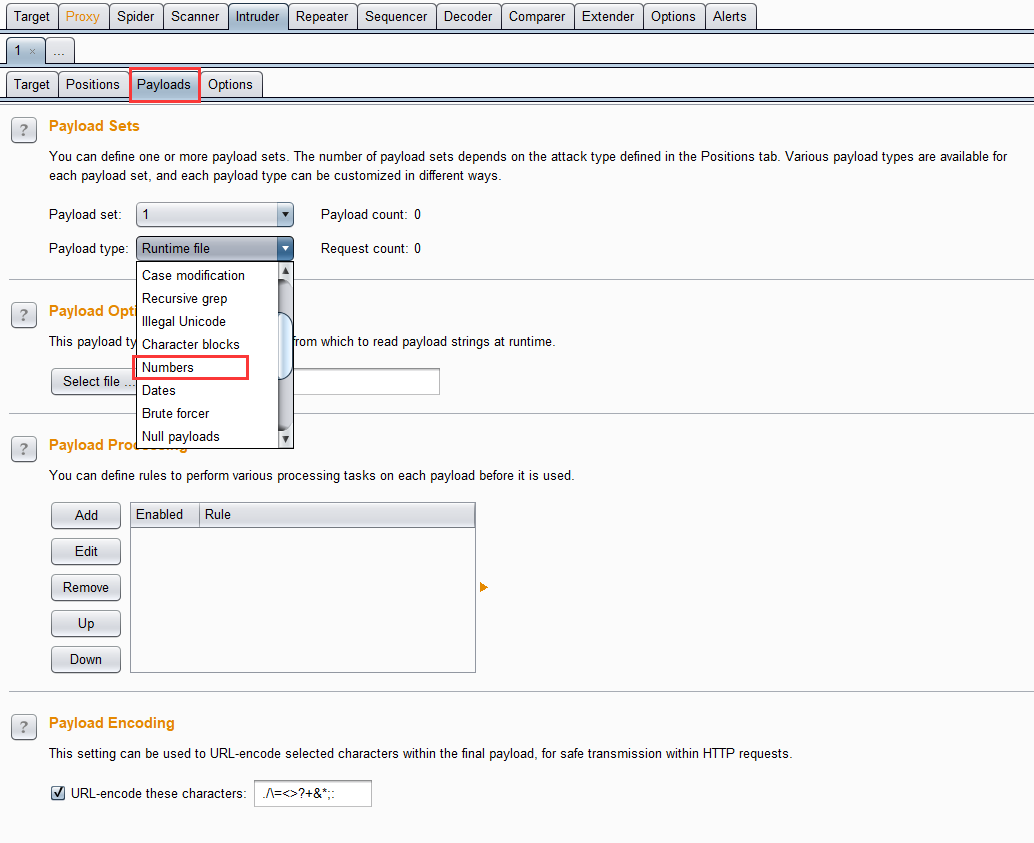 Target Proxy Spider Scanner Intruder Repeater Sequencer Decoder Comparer Extender Options Alerts
1 × ...
Target Positions Payloads Options
? Payload Sets
You can define one or more payload sets. The number of payload sets depends on the attack type defined in the Positions tab. Various payload types are available for
each payload set, and each payload type can be customized in different ways.
Payload set: 1 Payload count: 0
Payload type: Runtime file Request count: 0
Case modification
Recursive grep
Illegal Unicode
Character blocks
Numbers
Dates
Brute forcer
Null payloads
? Payload Opti
This payload ty from which to read payload strings at runtime.
Select file ...
? Payload Processing
You can define rules to perform various processing tasks on each payload before it is used.
Add
Edit
Remove
Up
Down
Enabled Rule
? Payload Encoding
This setting can be used to URL-encode selected characters within the final payload, for safe transmission within HTTP requests.
URL-encode these characters: ./\=<>?+&*;: